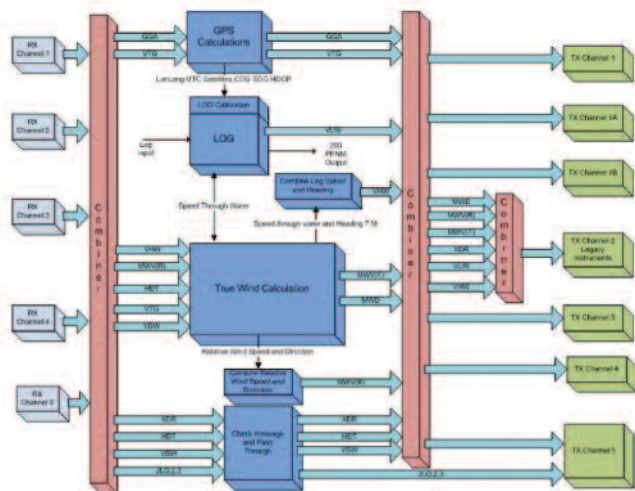 RX
Channel 1
RX
Channel 2
RX
Channel 4
RX
Channel 5
Combiner
GGA
VTG
GPS
Calculations
GGA
VTG
Lat/Long UTC Satellites COG SOG HDOP
LOG Calibration
LOG
Log
Input
VLW
200
PPNM
Output
Speed Through Water
Combine Log Speed
and Heading
VHW
Speed through water and Heading T M
VHW
MWV(R)
HDT
VTG
VBW
True Wind Calculation
MWV(T)
MWD
Relative Wind Speed and Direction
Combine Relative
Wind Speed and
Direction
MWV(R)
XDR
HDT
VBW
JLG,2,3
Check message
and Pass
Through
XDR
HDT
VBW
JLG,2,3
Combiner
MWD
MWV(R)
MWV(T)
XDR
VLW
VHW
Combiner
TX Channel 1
TX Channel 1A
TX Channel 1B
TX Channel 2
Legacy
Instruments
TX Channel 3
TX Channel 4
TX Channel 5